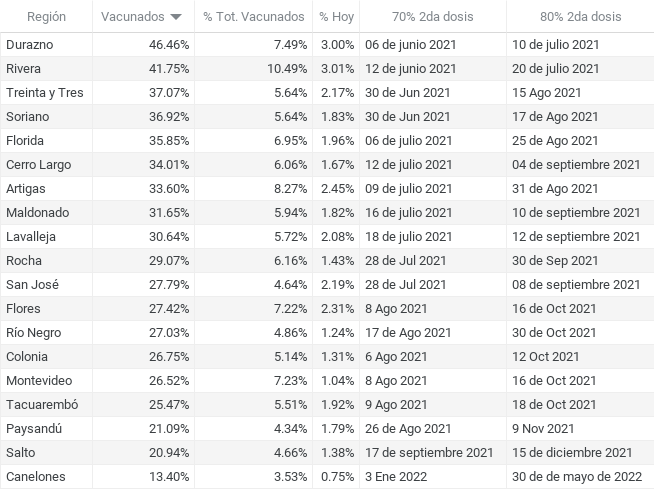 Región Vacunados % Tot. Vacunados % Hoy 70% 2da dosis 80% 2da dosis
Durazno 46.46% 7.49% 3.00% 06 de junio 2021 10 de julio 2021
Rivera 41.75% 10.49% 3.01% 12 de junio 2021 20 de julio 2021
Treinta y Tres 37.07% 5.64% 2.17% 30 de Jun 2021 15 Ago 2021
Soriano 36.92% 5.64% 1.83% 30 de Jun 2021 17 de Ago 2021
Florida 35.85% 6.95% 1.96% 06 de julio 2021 25 de Ago 2021
Cerro Largo 34.01% 6.06% 1.67% 12 de julio 2021 04 de septiembre 2021
Artigas 33.60% 8.27% 2.45% 09 de julio 2021 31 de Ago 2021
Maldonado 31.65% 5.94% 1.82% 16 de julio 2021 10 de septiembre 2021
Lavalleja 30.64% 5.72% 2.08% 18 de julio 2021 12 de septiembre 2021
Rocha 29.07% 6.16% 1.43% 28 de Jul 2021 30 de Sep 2021
San José 27.79% 4.64% 2.19% 28 de Jul 2021 08 de septiembre 2021
Flores 27.42% 7.22% 2.31% 8 Ago 2021 16 de Oct 2021
Río Negro 27.03% 4.86% 1.24% 17 de Ago 2021 30 de Oct 2021
Colonia 26.75% 5.14% 1.31% 6 Ago 2021 12 Oct 2021
Montevideo 26.52% 7.23% 1.04% 8 Ago 2021 16 de Oct 2021
Tacuarembó 25.47% 5.51% 1.92% 9 Ago 2021 18 de Oct 2021
Paysandú 21.09% 4.34% 1.79% 26 de Ago 2021 9 Nov 2021
Salto 20.94% 4.66% 1.38% 17 de septiembre 2021 15 de diciembre 2021
Canelones 13.40% 3.53% 0.75% 3 Ene 2022 30 de de mayo de 2022